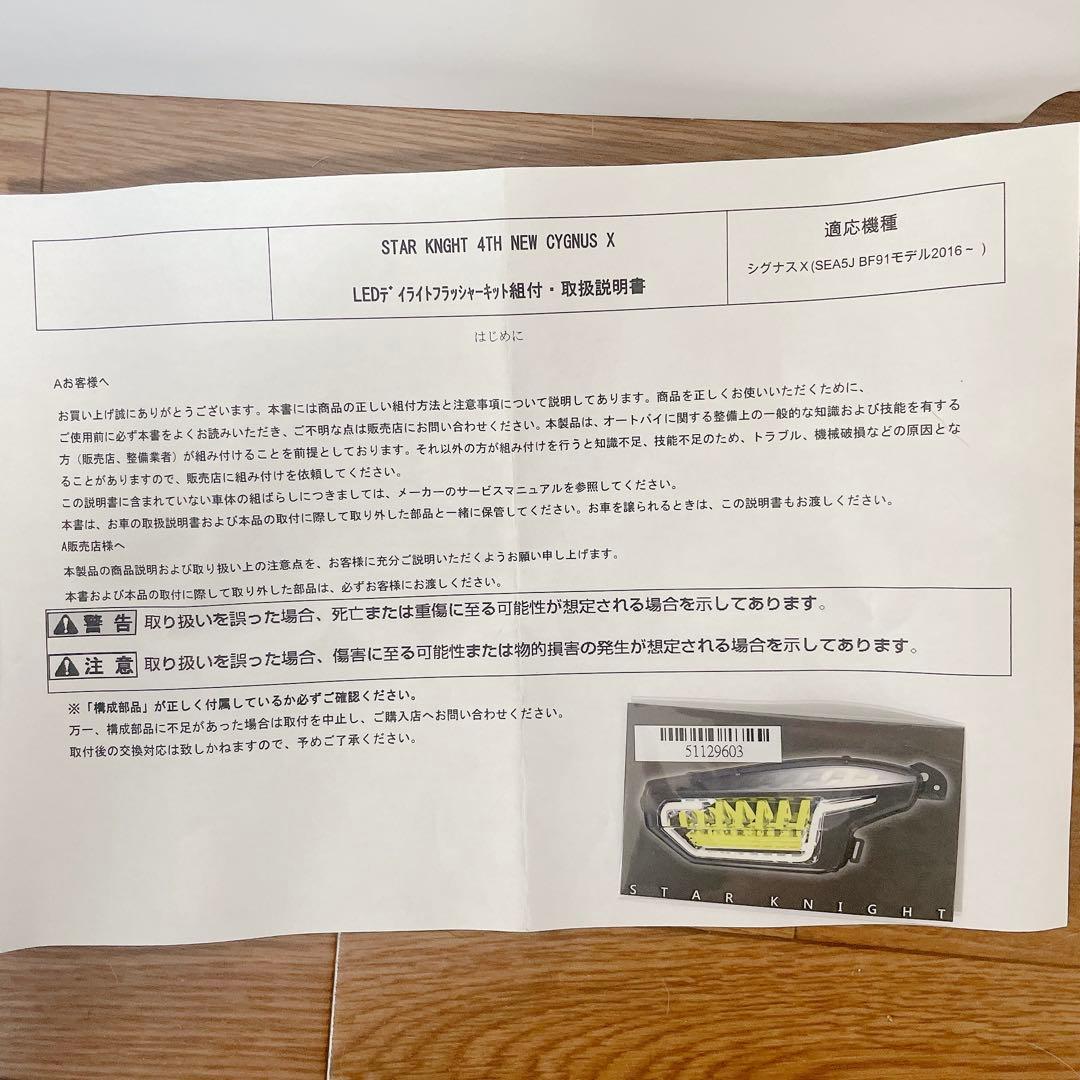 STAR KNGHT 4TH NEW CYGNUS X
LEDﾃﾞｲﾗｲﾄﾌﾗｯｼｬｰｷｯﾄ組付・取扱説明書
適応機種
シグナスX(SEA5J BF91モデル2016～ )
はじめに
Aお客様へ
お買い上げ誠にありがとうございます。本書には商品の正しい組付方法と注意事項について説明してあります。商品を正しくお使いいただくために、
ご使用前に必ず本書をよくお読みいただき、ご不明な点は販売店にお問い合わせください。本製品は、オートバイに関する整備上の一般的な知識および技能を有する
方（販売店、整備業者）が組み付けることを前提としております。それ以外の方が組み付けを行うと知識不足、技能不足のため、トラブル、機械破損などの原因とな
ることがありますので、販売店に組み付けを依頼してください。
この説明書に含まれていない車体の組ばらしにつきましては、メーカーのサービスマニュアルを参照してください。
本書は、お車の取扱説明書および本品の取付に際して取り外した部品と一緒に保管してください。お車を譲られるときは、この説明書もお渡しください。
A販売店様へ
本製品の商品説明および取り扱い上の注意点を、お客様に充分ご説明いただくようお願い申し上げます。
本書および本品の取付に際して取り外した部品は、必ずお客様にお渡しください。
警 告 取り扱いを誤った場合、死亡または重傷に至る可能性が想定される場合を示してあります。
注 意 取り扱いを誤った場合、傷害に至る可能性または物的損害の発生が想定される場合を示してあります。
※「構成部品」が正しく付属しているか必ずご確認ください。
万一、構成部品に不足があった場合は取付を中止し、ご購入店へお問い合わせください。
取付後の交換対応は致しかねますので、予めご了承ください。
51129603
STAR KNIGHT